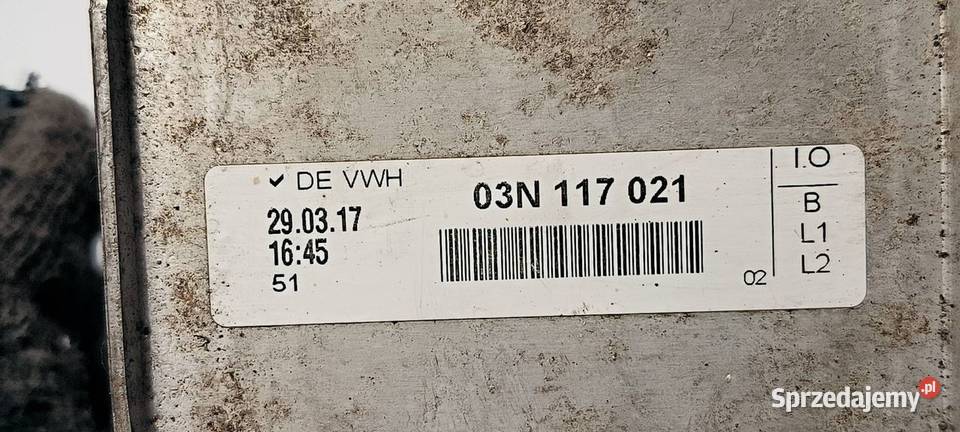 ✓ DE VWH
29.03.17
16:45
51
03N 117 021
02
I.O
B
L1
L2
Sprzedajemy.pl